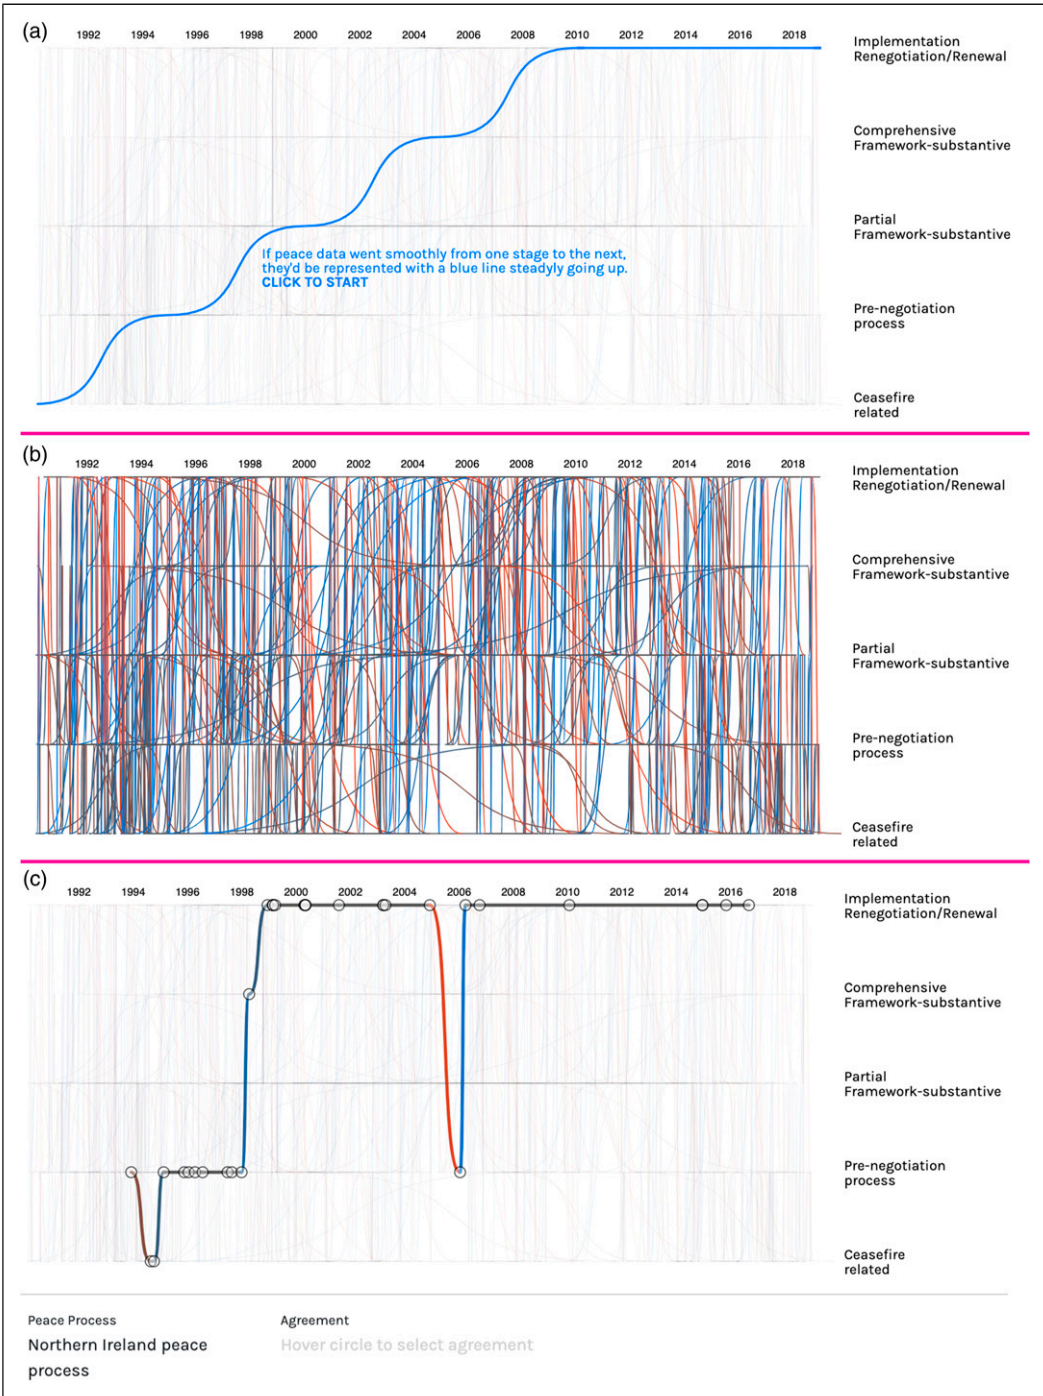 (a)
1992 1994 1996 1998 2000 2002 2004 2006 2008 2010 2012 2014 2016 2018
Implementation
Renegotiation/Renewal
Comprehensive
Framework-substantive
Partial
Framework-substantive
If peace data went smoothly from one stage to the next,
they'd be represented with a blue line steadyly going up.
CLICK TO START
Pre-negotiation
process
Ceasefire
related
(b)
1992 1994 1996 1998 2000 2002 2004 2006 2008 2010 2012 2014 2016 2018
Implementation
Renegotiation/Renewal
Comprehensive
Framework-substantive
Partial
Framework-substantive
Pre-negotiation
process
Ceasefire
related
(c)
1992 1994 1996 1998 2000 2002 2004 2006 2008 2010 2012 2014 2016 2018
Implementation
Renegotiation/Renewal
Comprehensive
Framework-substantive
Partial
Framework-substantive
Pre-negotiation
process
Ceasefire
related
Peace Process
Northern Ireland peace
process
Agreement
Hover circle to select agreement